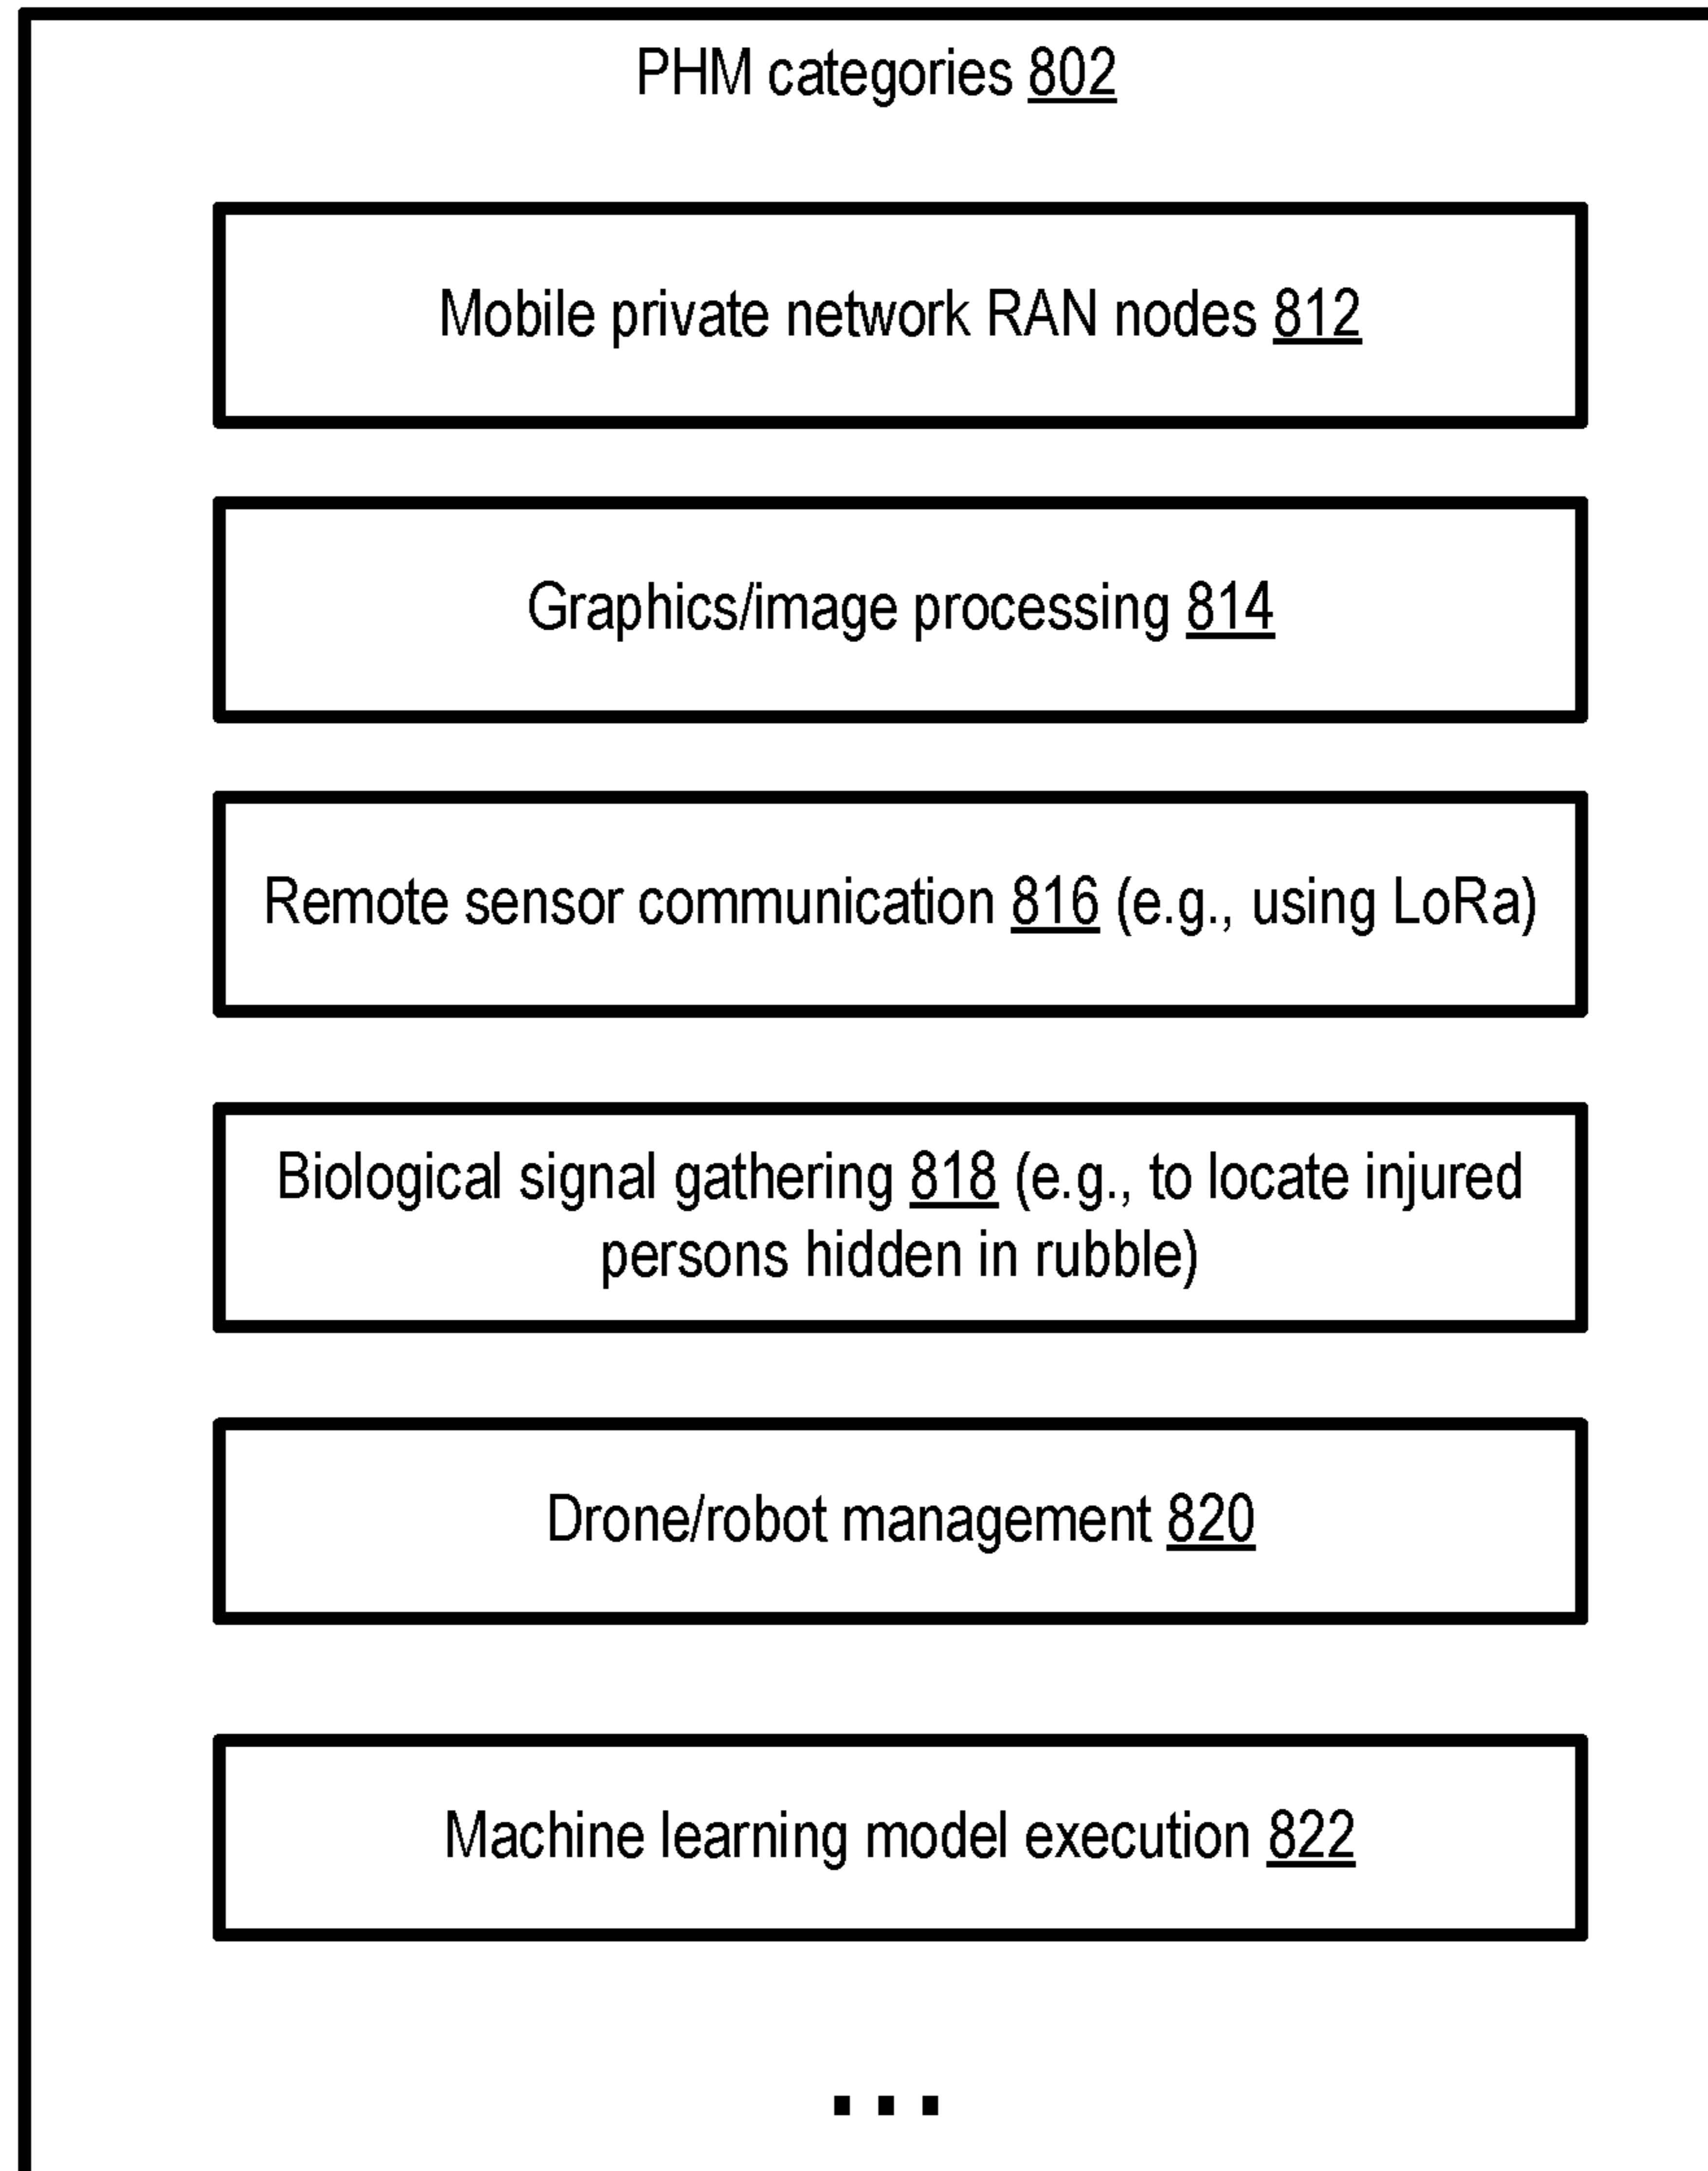 PHM categories 802
Mobile private network RAN nodes 812
Graphics/image processing 814
Remote sensor communication 816 (e.g., using LoRa)
Biological signal gathering 818 (e.g., to locate injured
persons hidden in rubble)
Drone/robot management 820
Machine learning model execution 822
...